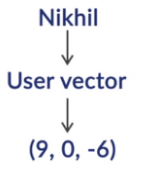 Nikhil
User vector
(9, 0, -6)